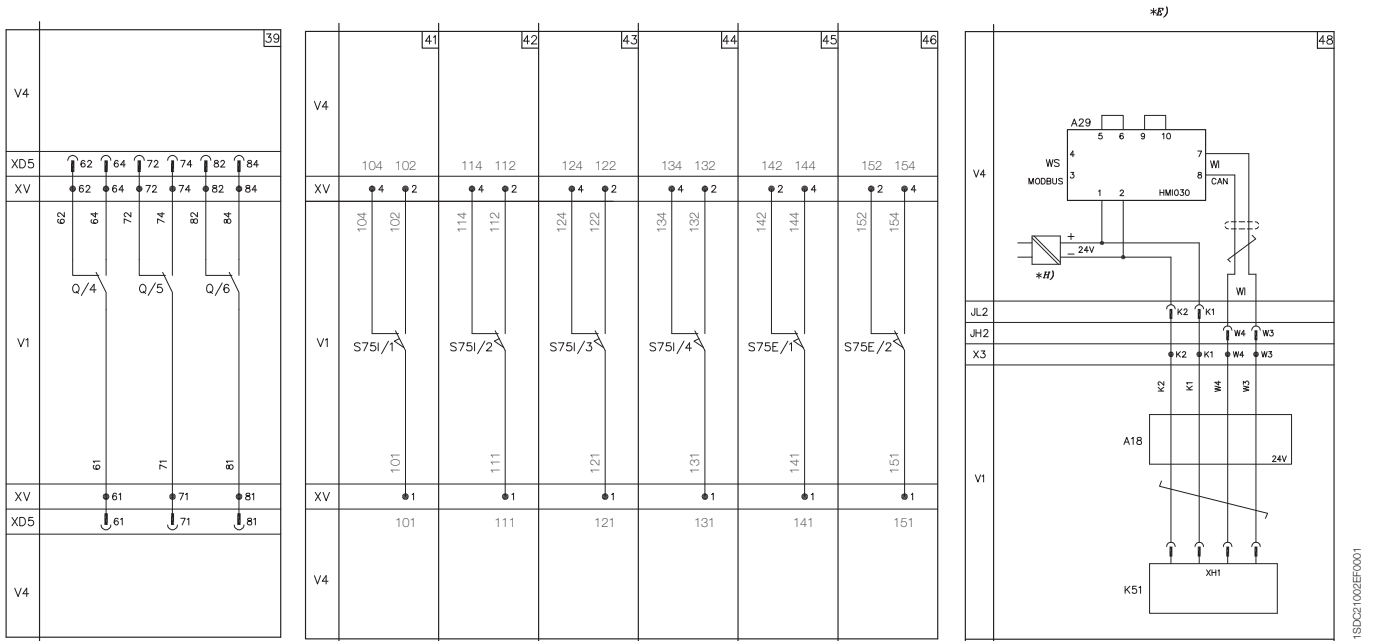 *E)
39
V4
XD5
62 64 72 74 82 84
XV
62 64 72 74 82 84
62 64 72 74 82 84
Q/4 Q/5 Q/6
V1
61 71 81
XV
61 71 81
XD5
61 71 81
V4
41 42 43 44 45 46
V4
104 102 114 112 124 122 134 132 142 144 152 154
XV
4 2 4 2 4 2 4 2 2 4 2 4
104 102 114 112 124 122 134 132 142 144 152 154
V1
S75I/1 S75I/2 S75I/3 S75I/4 S75E/1 S75E/2
101 111 121 131 141 151
XV
1 1 1 1 1 1
101 111 121 131 141 151
V4
48
A29
5 6 9 10
4 7
WS WI
3 8
MODBUS CAN
1 2 HMI030
V4
+
24V
−
*H)
WI
JL2
K2 K1
JH2
W4 W3
X3
K2 K1 W4 W3
K2 K1 W4 W3
A18
24V
V1
XH1
K51
1SDC21002EF0001